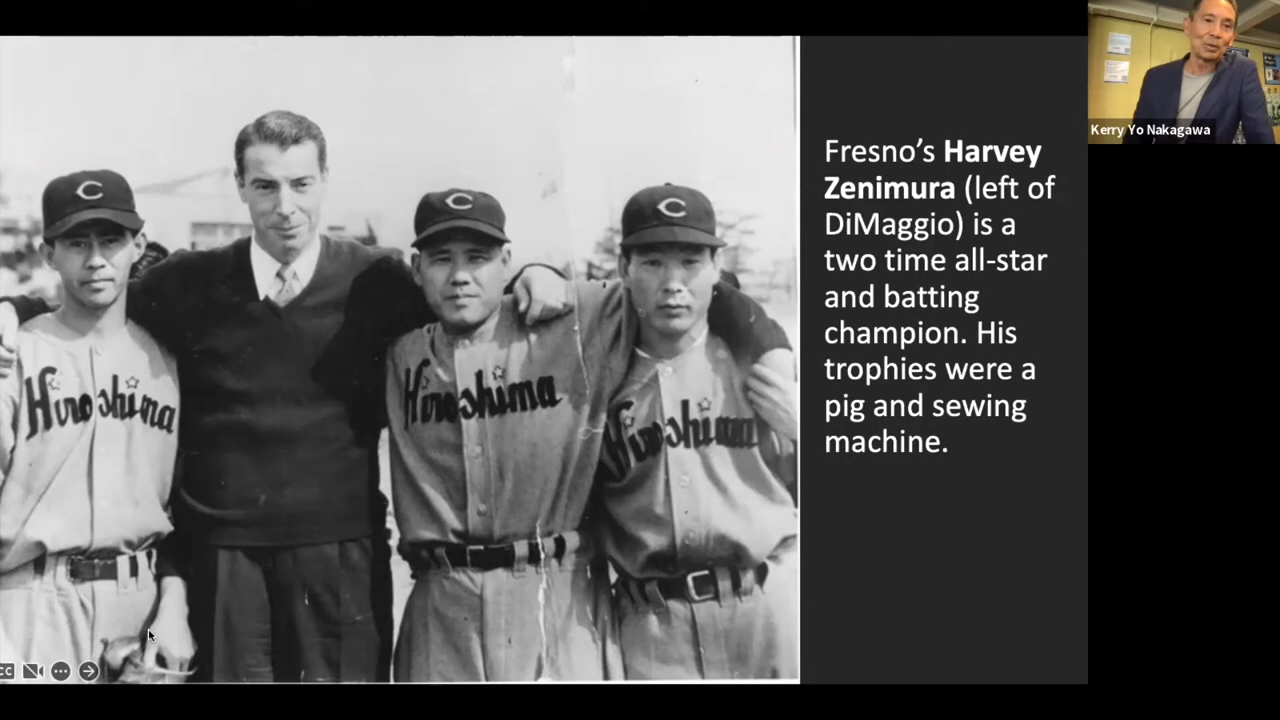 C
C
C
Hiroshima
Hiroshima
Hiroshima
Fresno's Harvey
Zenimura (left of
DiMaggio) is a
two time all-star
and batting
champion. His
trophies were a
pig and sewing
machine.
Kerry Yo Nakagawa
CC